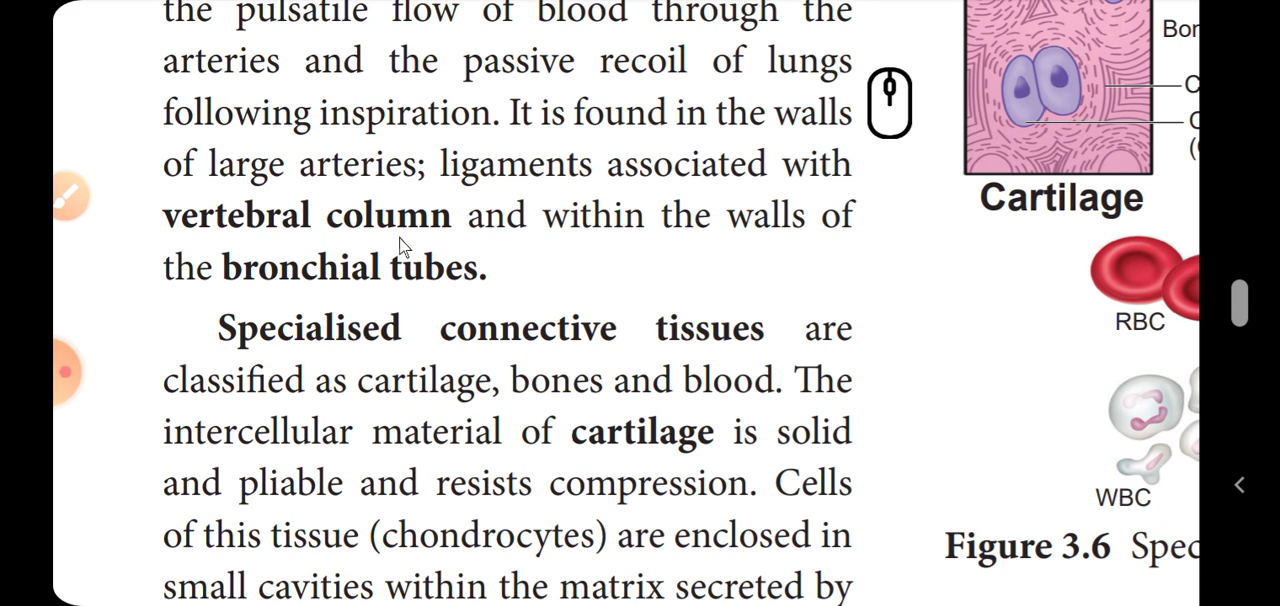 the pulsatile flow of blood through the
arteries and the passive recoil of lungs
following inspiration. It is found in the walls
of large arteries; ligaments associated with
vertebral column and within the walls of
the bronchial tubes.
Specialised connective tissues are
classified as cartilage, bones and blood. The
intercellular material of cartilage is solid
and pliable and resists compression. Cells
of this tissue (chondrocytes) are enclosed in
small cavities within the matrix secreted by
Cartilage
RBC
WBC
Figure 3.6